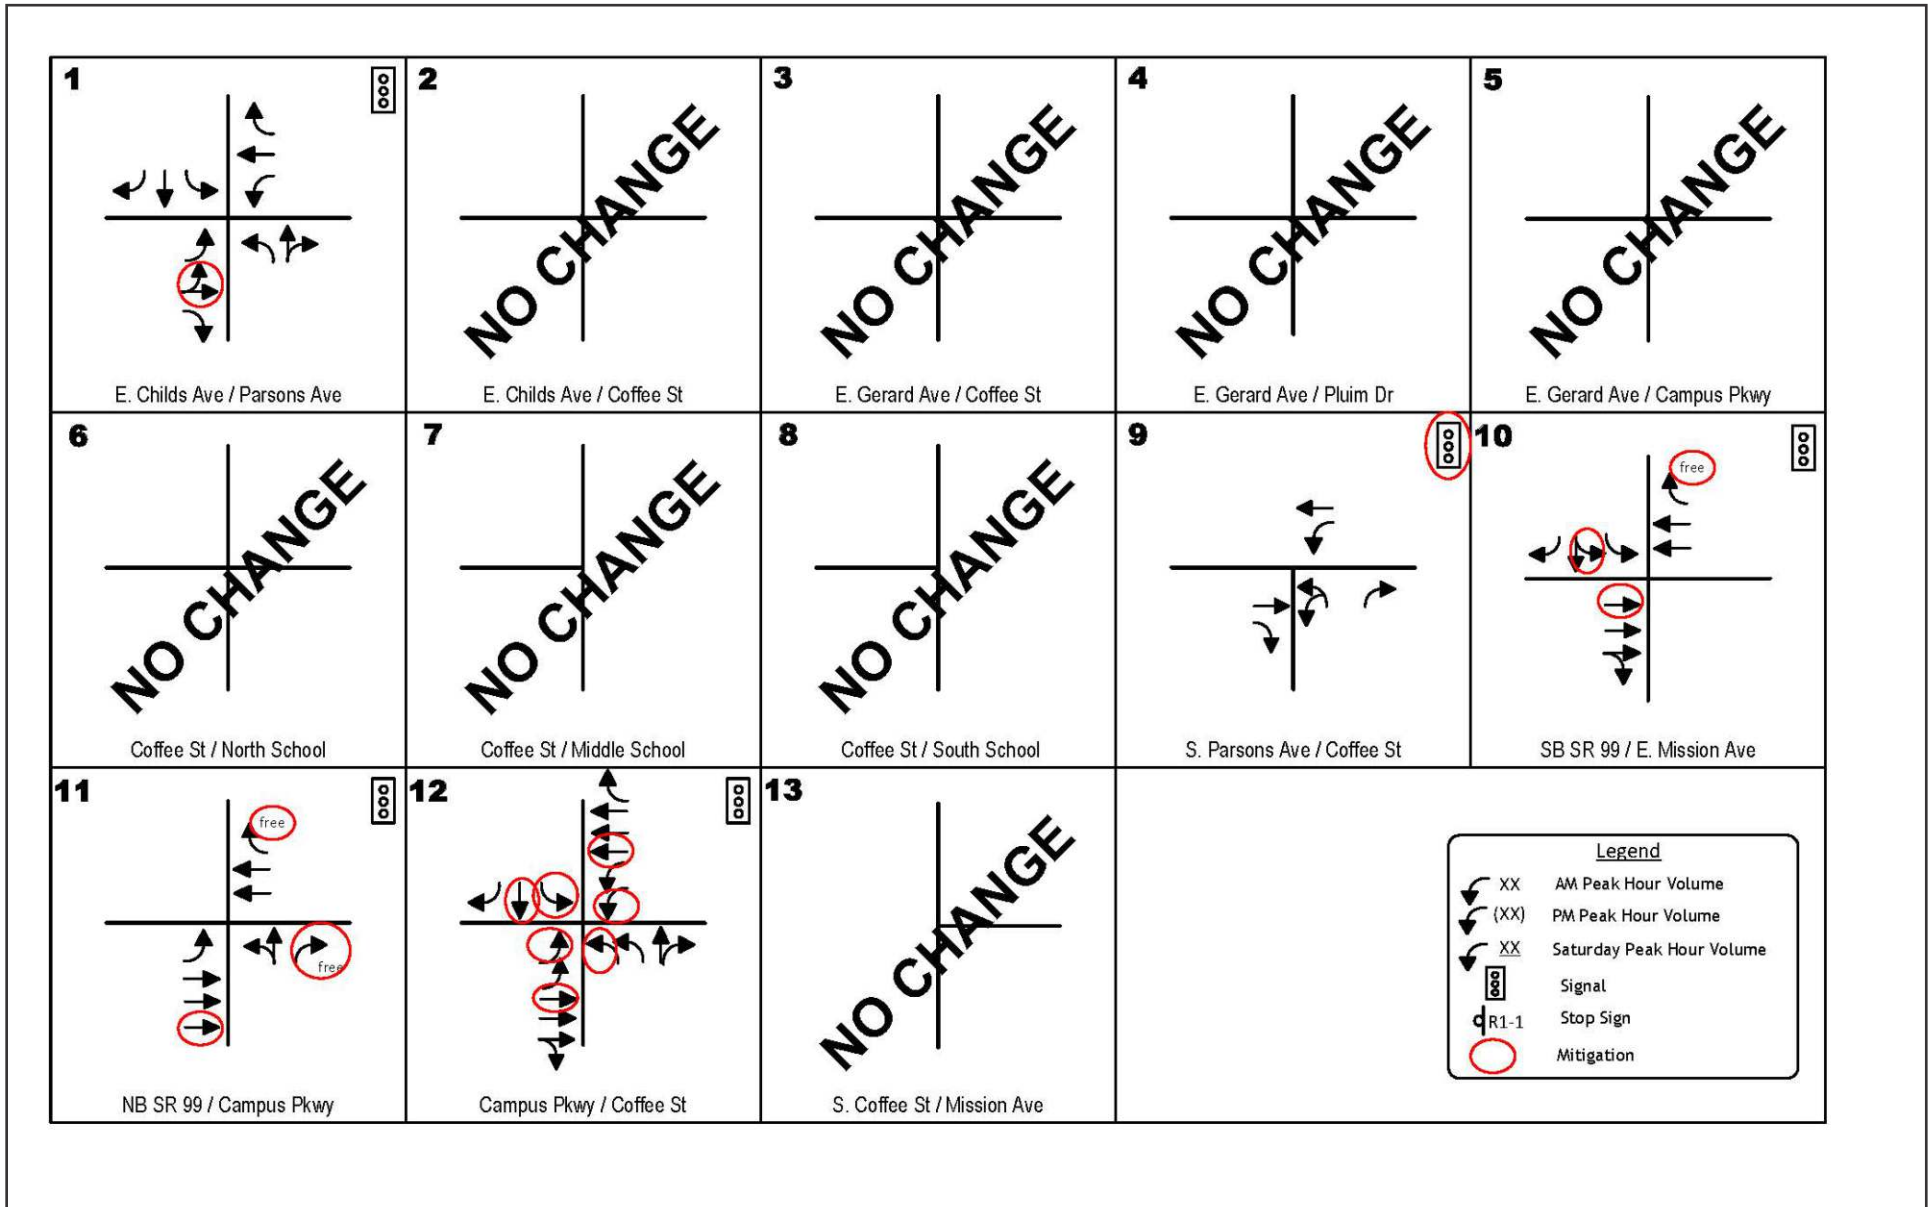 1
E. Childs Ave / Parsons Ave
2
NO CHANGE
E. Childs Ave / Coffee St
3
NO CHANGE
E. Gerard Ave / Coffee St
4
NO CHANGE
E. Gerard Ave / Pluim Dr
5
NO CHANGE
E. Gerard Ave / Campus Pkwy
6
NO CHANGE
Coffee St / North School
7
NO CHANGE
Coffee St / Middle School
8
NO CHANGE
Coffee St / South School
9
S. Parsons Ave / Coffee St
10
free
SB SR 99 / E. Mission Ave
11
free
free
NB SR 99 / Campus Pkwy
12
Campus Pkwy / Coffee St
13
NO CHANGE
S. Coffee St / Mission Ave
Legend
XX AM Peak Hour Volume
(XX) PM Peak Hour Volume
XX Saturday Peak Hour Volume
Signal
R1-1 Stop Sign
Mitigation